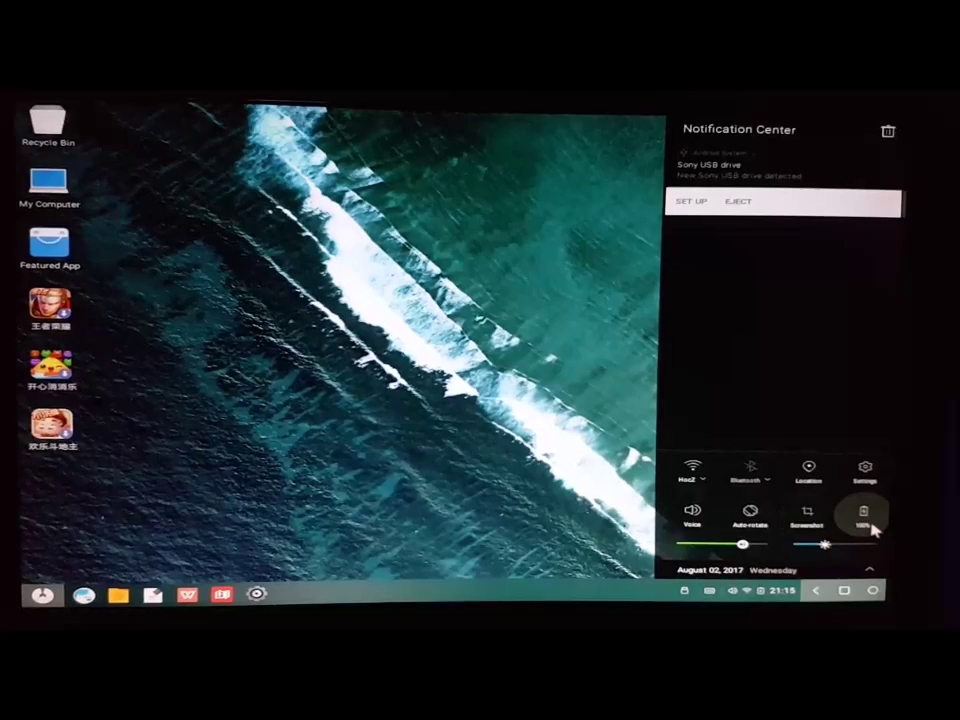 Recycle Bin
My Computer
Featured App
王者荣耀
开心消消乐
欢乐斗地主
Notification Center
Android System
Sony USB drive
New Sony USB drive detected
SET UP EJECT
Bluetooth
Location
Settings
Voice
Auto-rotate
Screenshot
100%
August 02, 2017 Wednesday
21:15